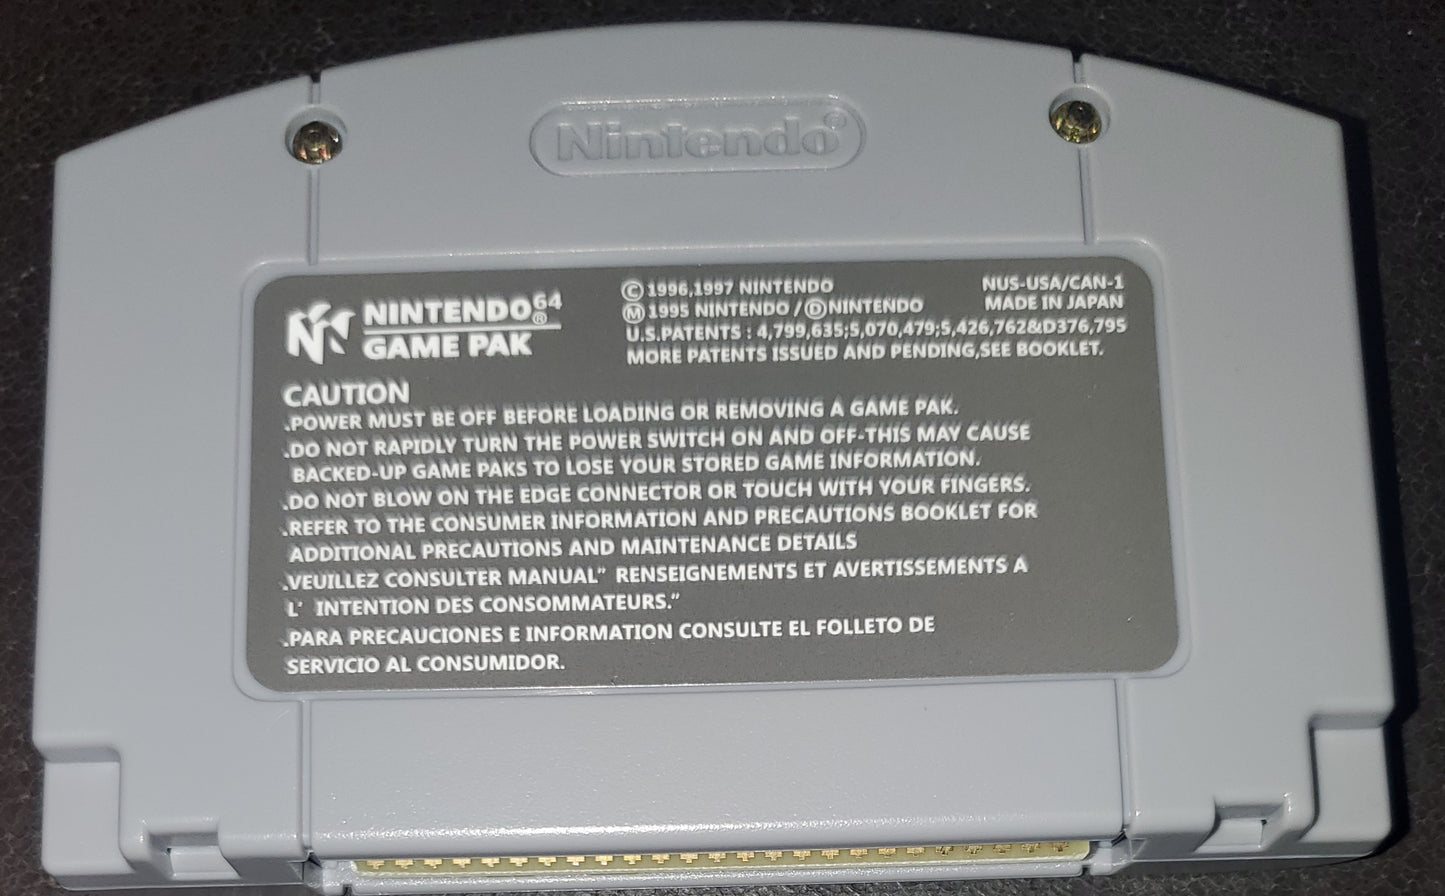 Nintendo®
NINTENDO64®
GAME PAK
Ⓒ1996,1997 NINTENDO
Ⓜ1995 NINTENDO/ⒹNINTENDO
U.S.PATENTS : 4,799,635;5,070,479;5,426,762&D376,795
MORE PATENTS ISSUED AND PENDING,SEE BOOKLET.
NUS-USA/CAN-1
MADE IN JAPAN
CAUTION
.POWER MUST BE OFF BEFORE LOADING OR REMOVING A GAME PAK.
.DO NOT RAPIDLY TURN THE POWER SWITCH ON AND OFF-THIS MAY CAUSE
BACKED-UP GAME PAKS TO LOSE YOUR STORED GAME INFORMATION.
.DO NOT BLOW ON THE EDGE CONNECTOR OR TOUCH WITH YOUR FINGERS.
.REFER TO THE CONSUMER INFORMATION AND PRECAUTIONS BOOKLET FOR
ADDITIONAL PRECAUTIONS AND MAINTENANCE DETAILS
.VEUILLEZ CONSULTER MANUAL" RENSEIGNEMENTS ET AVERTISSEMENTS A
L' INTENTION DES CONSOMMATEURS."
.PARA PRECAUCIONES E INFORMATION CONSULTE EL FOLLETO DE
SERVICIO AL CONSUMIDOR.